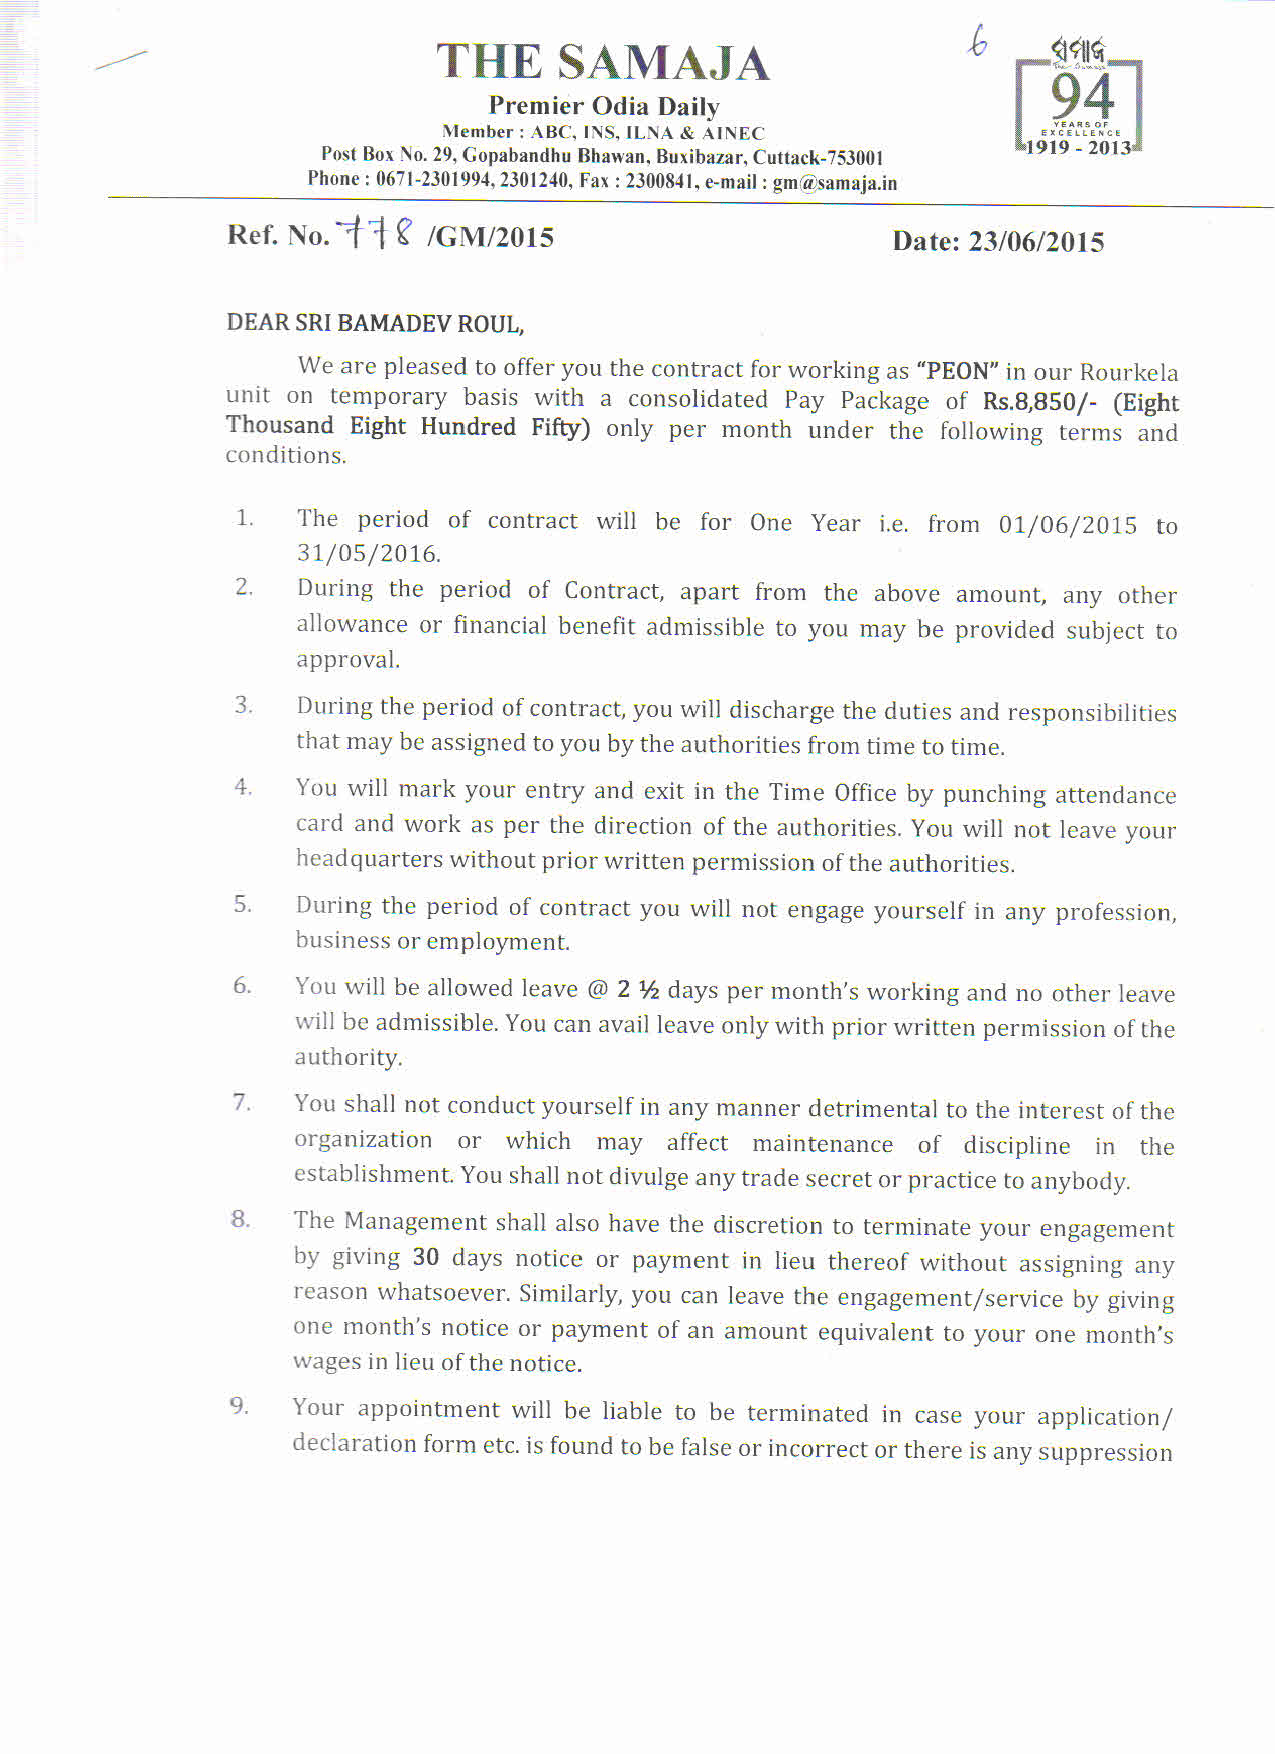 6
THE SAMAJA
Premier Odia Daily
Member : ABC, INS, ILNA & AINEC
Post Box No. 29, Gopabandhu Bhawan, Buxibazar, Cuttack-753001
Phone : 0671-2301994, 2301240, Fax : 2300841, e-mail : gm@samaja.in
ସମାଜ
The Samaja
94
YEARS OF
EXCELLENCE
1919 - 2013
Ref. No. 778 /GM/2015 Date: 23/06/2015
DEAR SRI BAMADEV ROUL,
We are pleased to offer you the contract for working as “PEON” in our Rourkela
unit on temporary basis with a consolidated Pay Package of Rs.8,850/- (Eight
Thousand Eight Hundred Fifty) only per month under the following terms and
conditions.
1. The period of contract will be for One Year i.e. from 01/06/2015 to
31/05/2016.
2. During the period of Contract, apart from the above amount, any other
allowance or financial benefit admissible to you may be provided subject to
approval.
3. During the period of contract, you will discharge the duties and responsibilities
that may be assigned to you by the authorities from time to time.
4. You will mark your entry and exit in the Time Office by punching attendance
card and work as per the direction of the authorities. You will not leave your
headquarters without prior written permission of the authorities.
5. During the period of contract you will not engage yourself in any profession,
business or employment.
6. You will be allowed leave @ 2 ½ days per month’s working and no other leave
will be admissible. You can avail leave only with prior written permission of the
authority.
7. You shall not conduct yourself in any manner detrimental to the interest of the
organization or which may affect maintenance of discipline in the
establishment. You shall not divulge any trade secret or practice to anybody.
8. The Management shall also have the discretion to terminate your engagement
by giving 30 days notice or payment in lieu thereof without assigning any
reason whatsoever. Similarly, you can leave the engagement/service by giving
one month’s notice or payment of an amount equivalent to your one month’s
wages in lieu of the notice.
9. Your appointment will be liable to be terminated in case your application/
declaration form etc. is found to be false or incorrect or there is any suppression